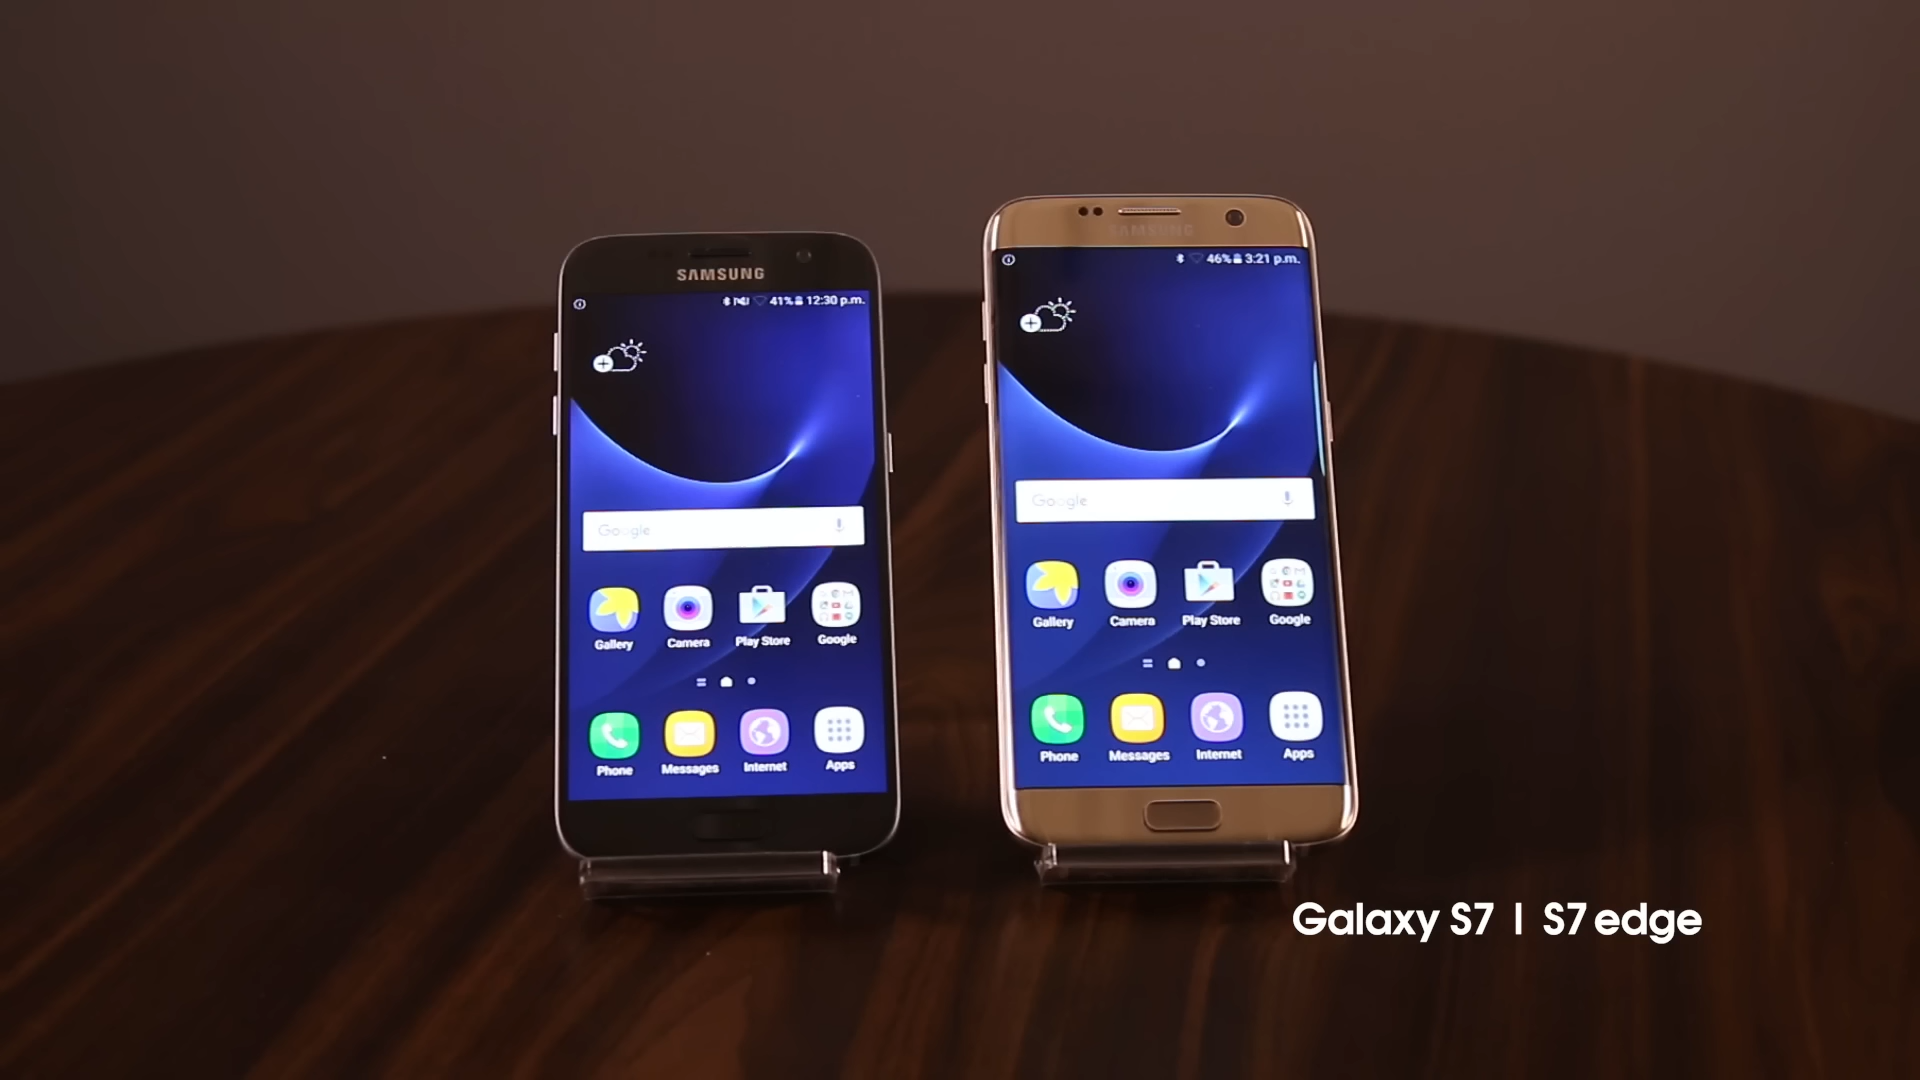 SAMSUNG
41% 12:30 p.m.
Google
Gallery Camera Play Store Google
Phone Messages Internet Apps
SAMSUNG
46% 3:21 p.m.
Google
Gallery Camera Play Store Google
Phone Messages Internet Apps
Galaxy S7 | S7 edge